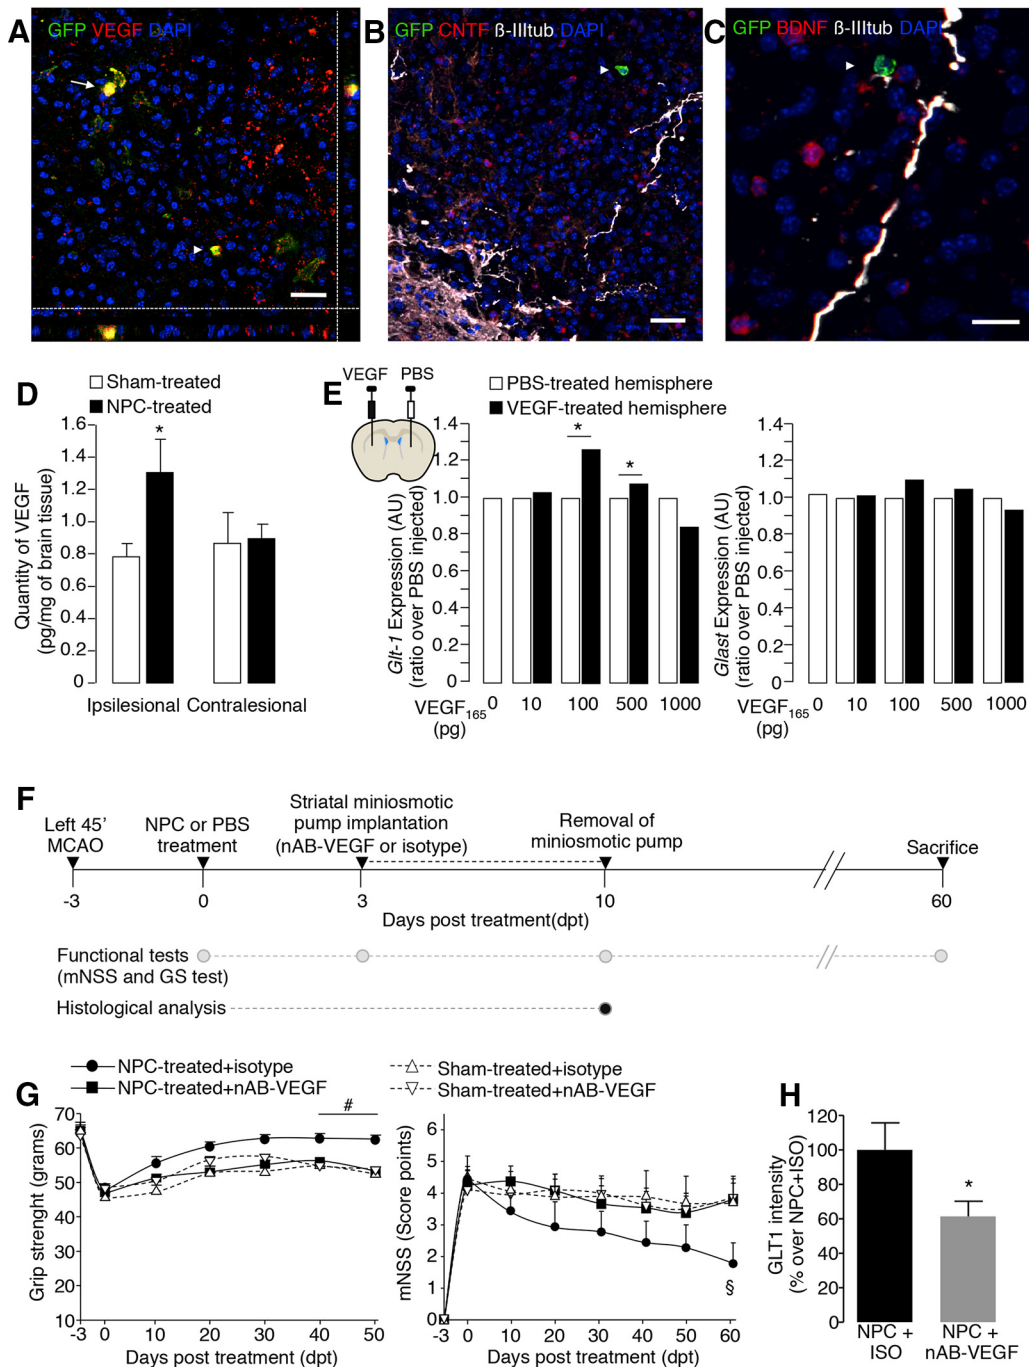 A
GFP VEGF DAPI
B
GFP CNTF ß-IIItub DAPI
C
GFP BDNF ß-IIItub DAPI
D
Sham-treated
NPC-treated
Quantity of VEGF
(pg/mg of brain tissue)
1.6
1.4
1.2
1.0
0.8
0.6
0.4
0.2
0
*
Ipsilesional Contralesional
E
VEGF PBS
PBS-treated hemisphere
VEGF-treated hemisphere
Glt-1 Expression (AU)
(ratio over PBS injected)
1.4
1.2
1.0
0.8
0.6
0.4
0.2
0
*
*
VEGF165
(pg)
0 10 100 500 1000
Glast Expression (AU)
(ratio over PBS injected)
1.4
1.2
1.0
0.8
0.6
0.4
0.2
0
VEGF165
(pg)
0 10 100 500 1000
F
Left 45’
MCAO
NPC or PBS
treatment
Striatal miniosmotic
pump implantation
(nAB-VEGF or isotype)
Removal of
miniosmotic pump
Sacrifice
-3 0 3 10 60
Days post treatment(dpt)
Functional tests
(mNSS and GS test)
Histological analysis
G
NPC-treated+isotype
NPC-treated+nAB-VEGF
Sham-treated+isotype
Sham-treated+nAB-VEGF
Grip strenght (grams)
70
60
50
40
30
20
10
#
-3 0 10 20 30 40 50
Days post treatment (dpt)
mNSS (Score points)
6
5
4
3
2
1
0
§
-3 0 10 20 30 40 50 60
Days post treatment (dpt)
H
GLT1 intensity
(% over NPC+ISO)
120
100
80
60
40
20
0
*
NPC +
ISO
NPC +
nAB-VEGF